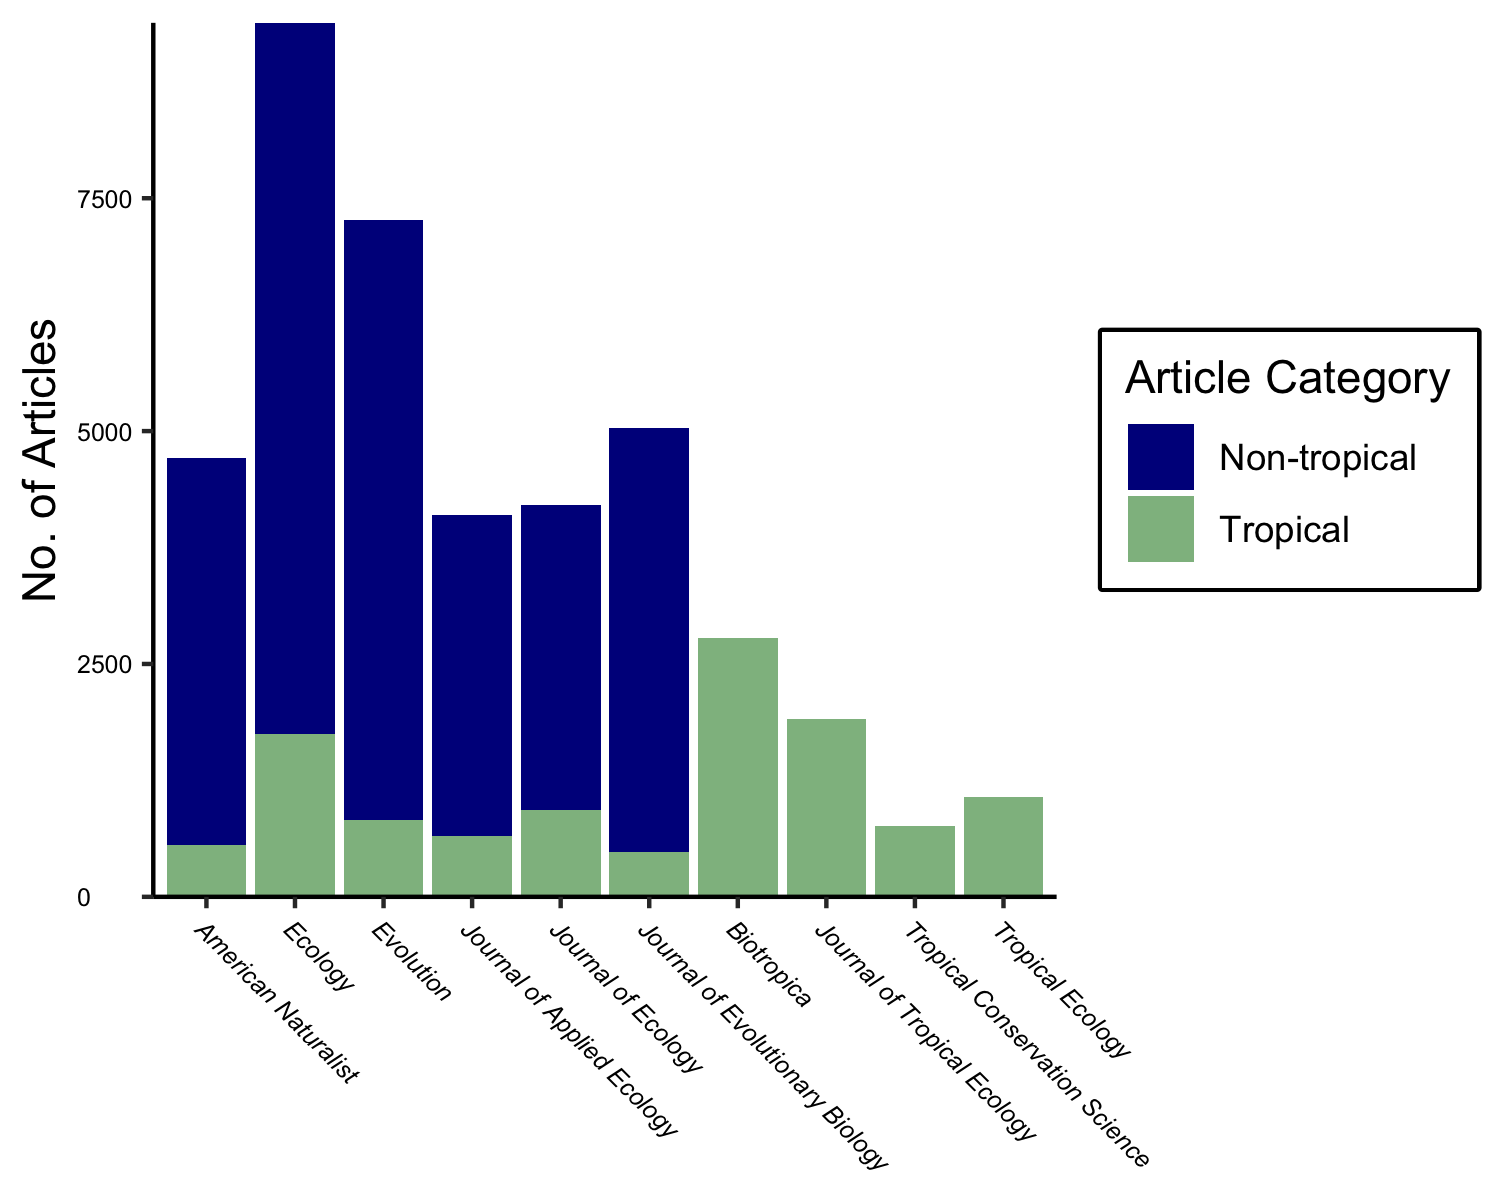 No. of Articles
7500
5000
2500
0
American Naturalist
Ecology
Evolution
Journal of Applied Ecology
Journal of Ecology
Journal of Evolutionary Biology
Biotropica
Journal of Tropical Ecology
Tropical Conservation Science
Tropical Ecology
Article Category
Non-tropical
Tropical